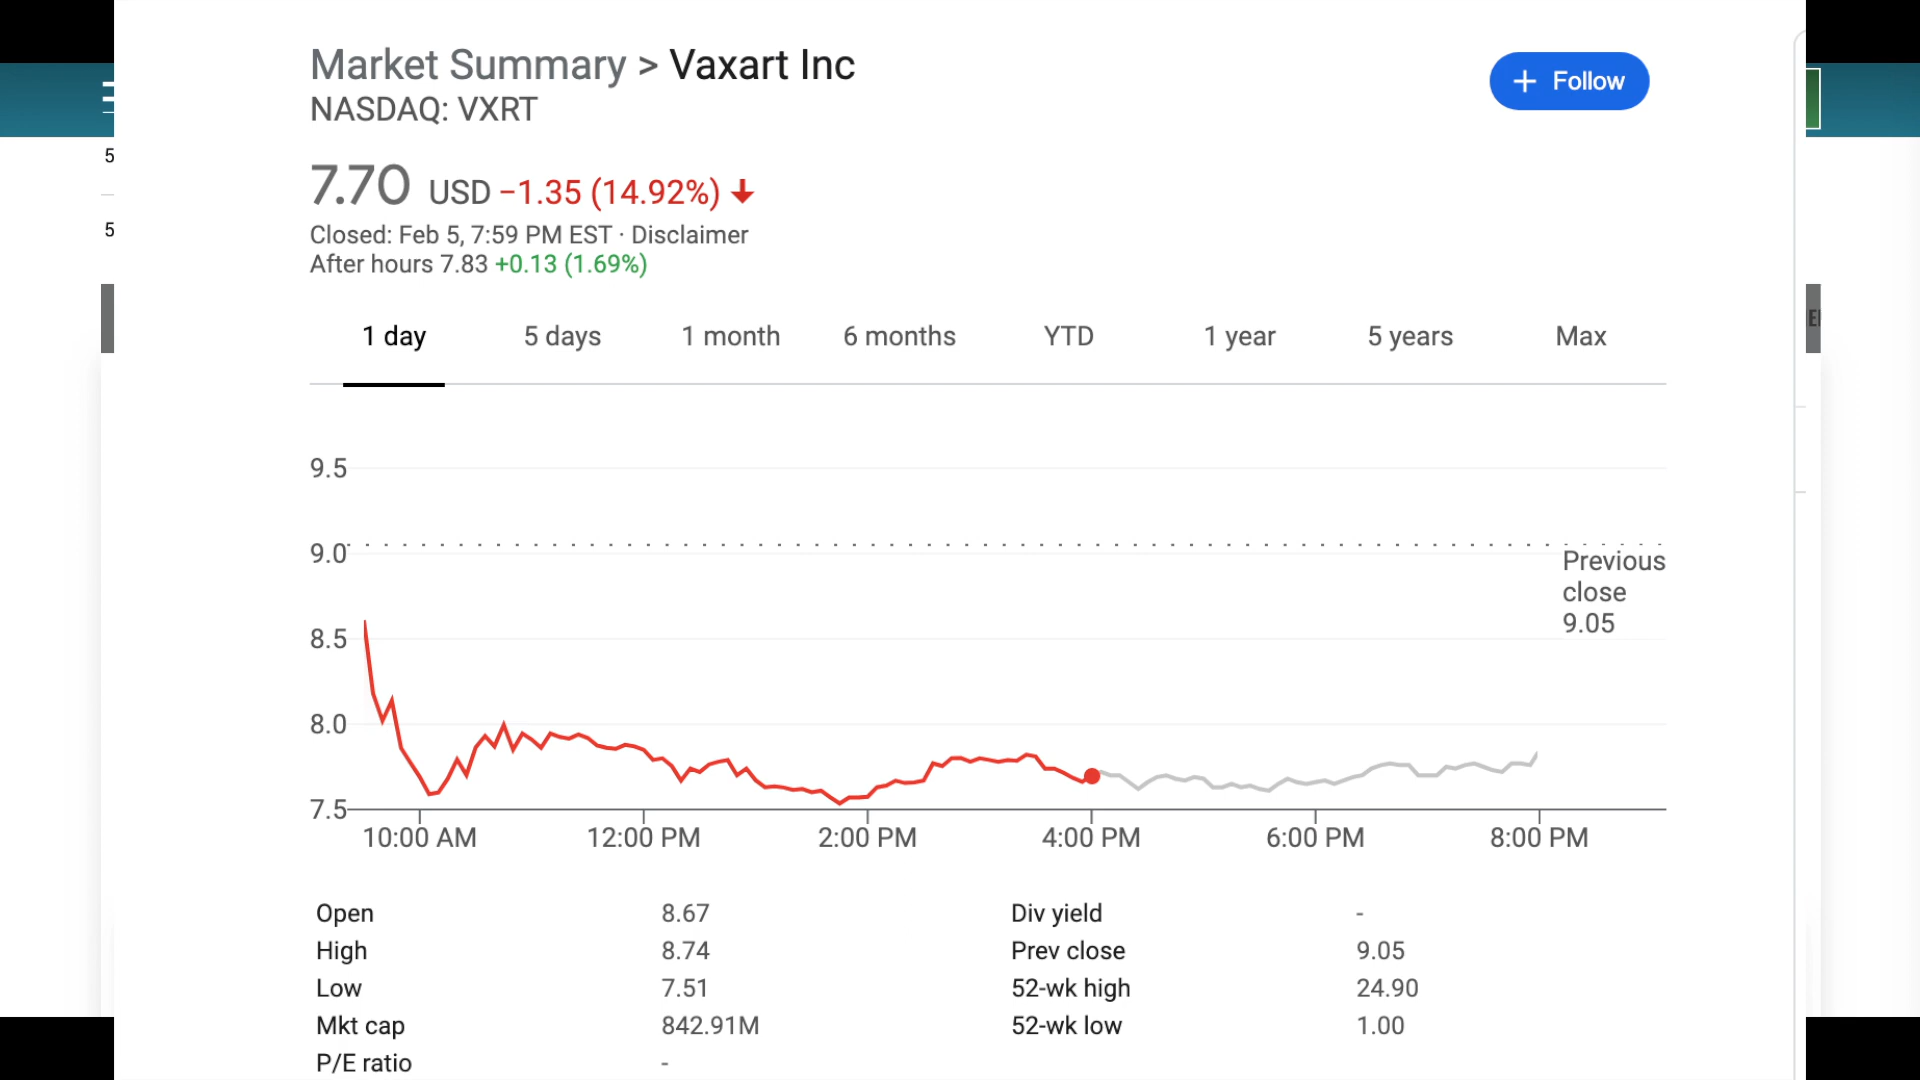 Market Summary > Vaxart Inc
NASDAQ: VXRT
+ Follow
7.70 USD −1.35 (14.92%)
Closed: Feb 5, 7:59 PM EST · Disclaimer
After hours 7.83 +0.13 (1.69%)
1 day 5 days 1 month 6 months YTD 1 year 5 years Max
9.5
9.0
8.5
8.0
7.5
Previous
close
9.05
10:00 AM 12:00 PM 2:00 PM 4:00 PM 6:00 PM 8:00 PM
Open 8.67 Div yield -
High 8.74 Prev close 9.05
Low 7.51 52-wk high 24.90
Mkt cap 842.91M 52-wk low 1.00
P/E ratio -
5
5